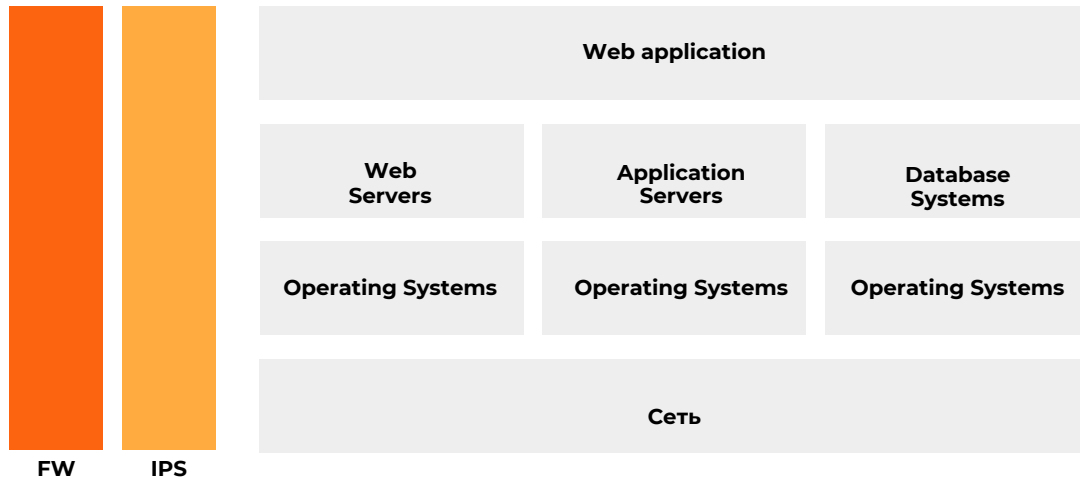 Web application
Web
Servers
Application
Servers
Database
Systems
Operating Systems
Operating Systems
Operating Systems
Сеть
FW
IPS